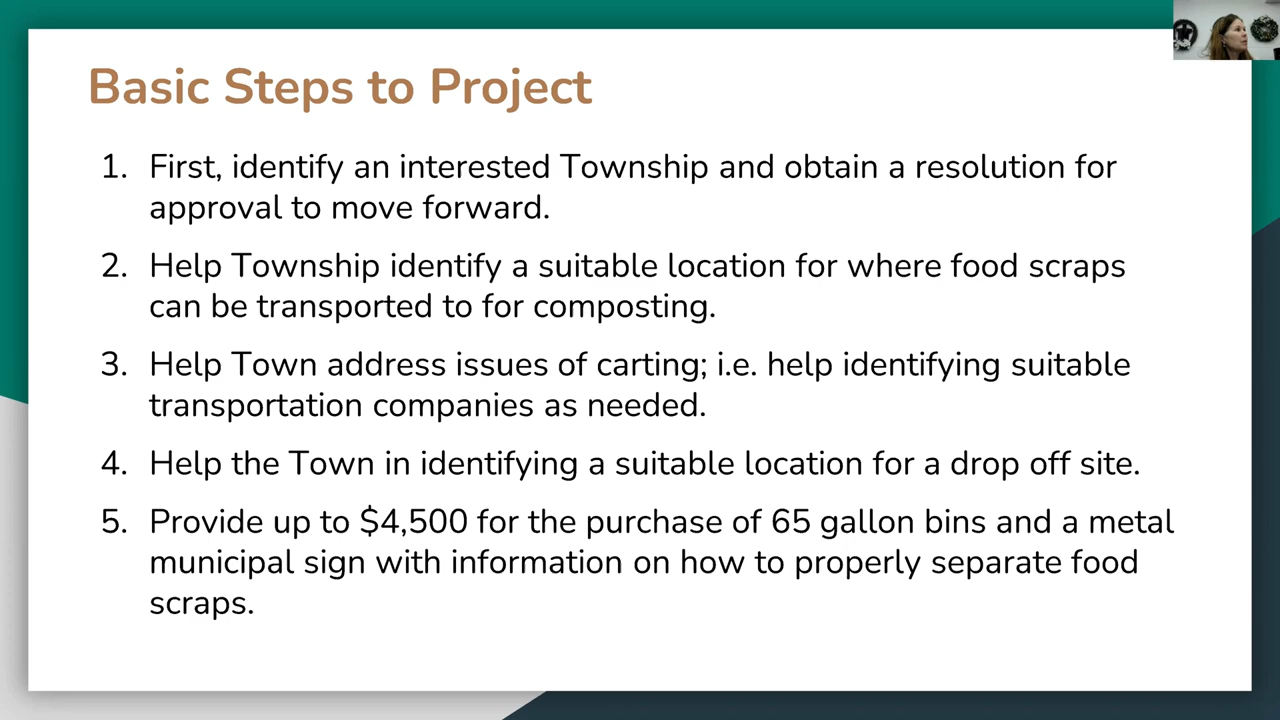 Basic Steps to Project
1. First, identify an interested Township and obtain a resolution for
approval to move forward.
2. Help Township identify a suitable location for where food scraps
can be transported to for composting.
3. Help Town address issues of carting; i.e. help identifying suitable
transportation companies as needed.
4. Help the Town in identifying a suitable location for a drop off site.
5. Provide up to $4,500 for the purchase of 65 gallon bins and a metal
municipal sign with information on how to properly separate food
scraps.